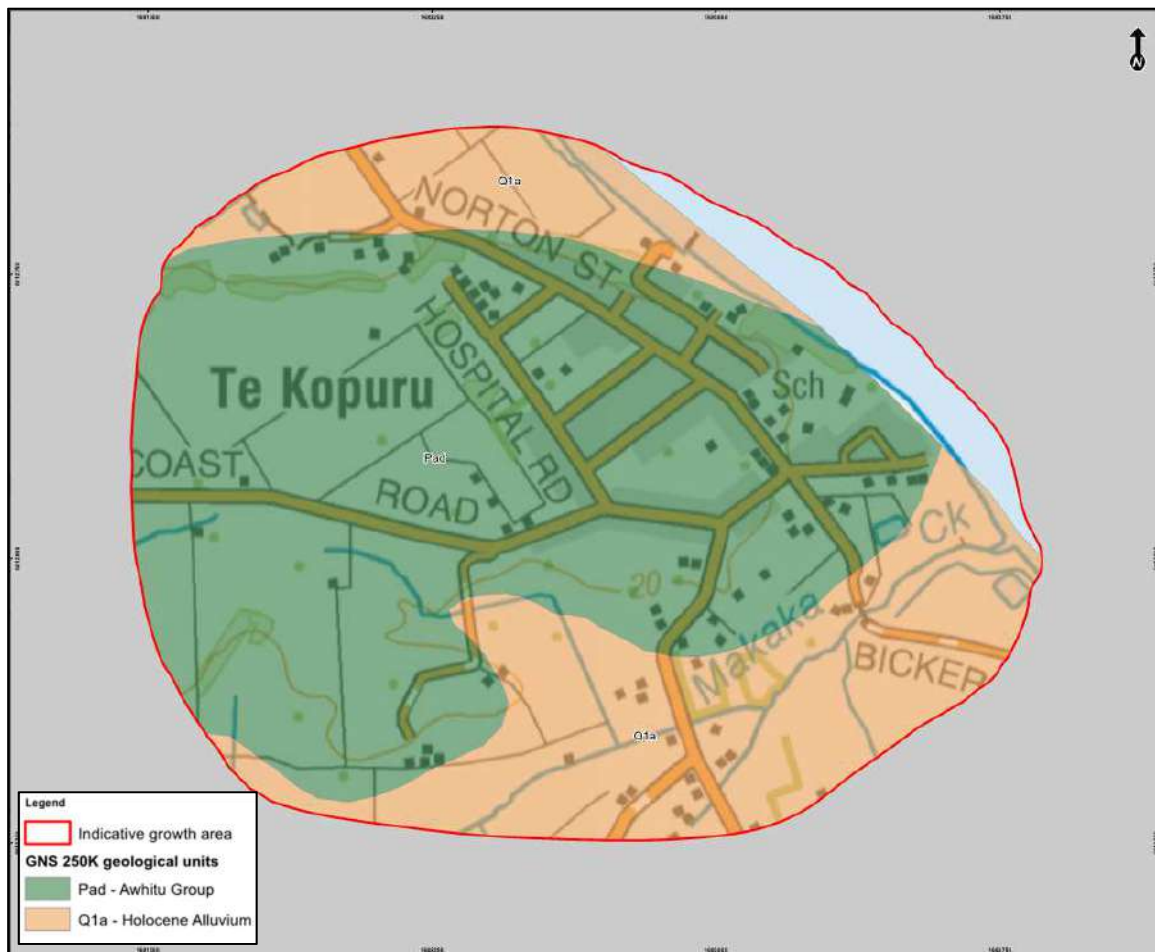 N
Q1a
NORTON ST
HOSPITAL RD
Te Kopuru
Sch
Pad
COAST
ROAD
CK
20
Makaka
BICKER
Q1a
Legend
Indicative growth area
GNS 250K geological units
Pad - Awhitu Group
Q1a - Holocene Alluvium